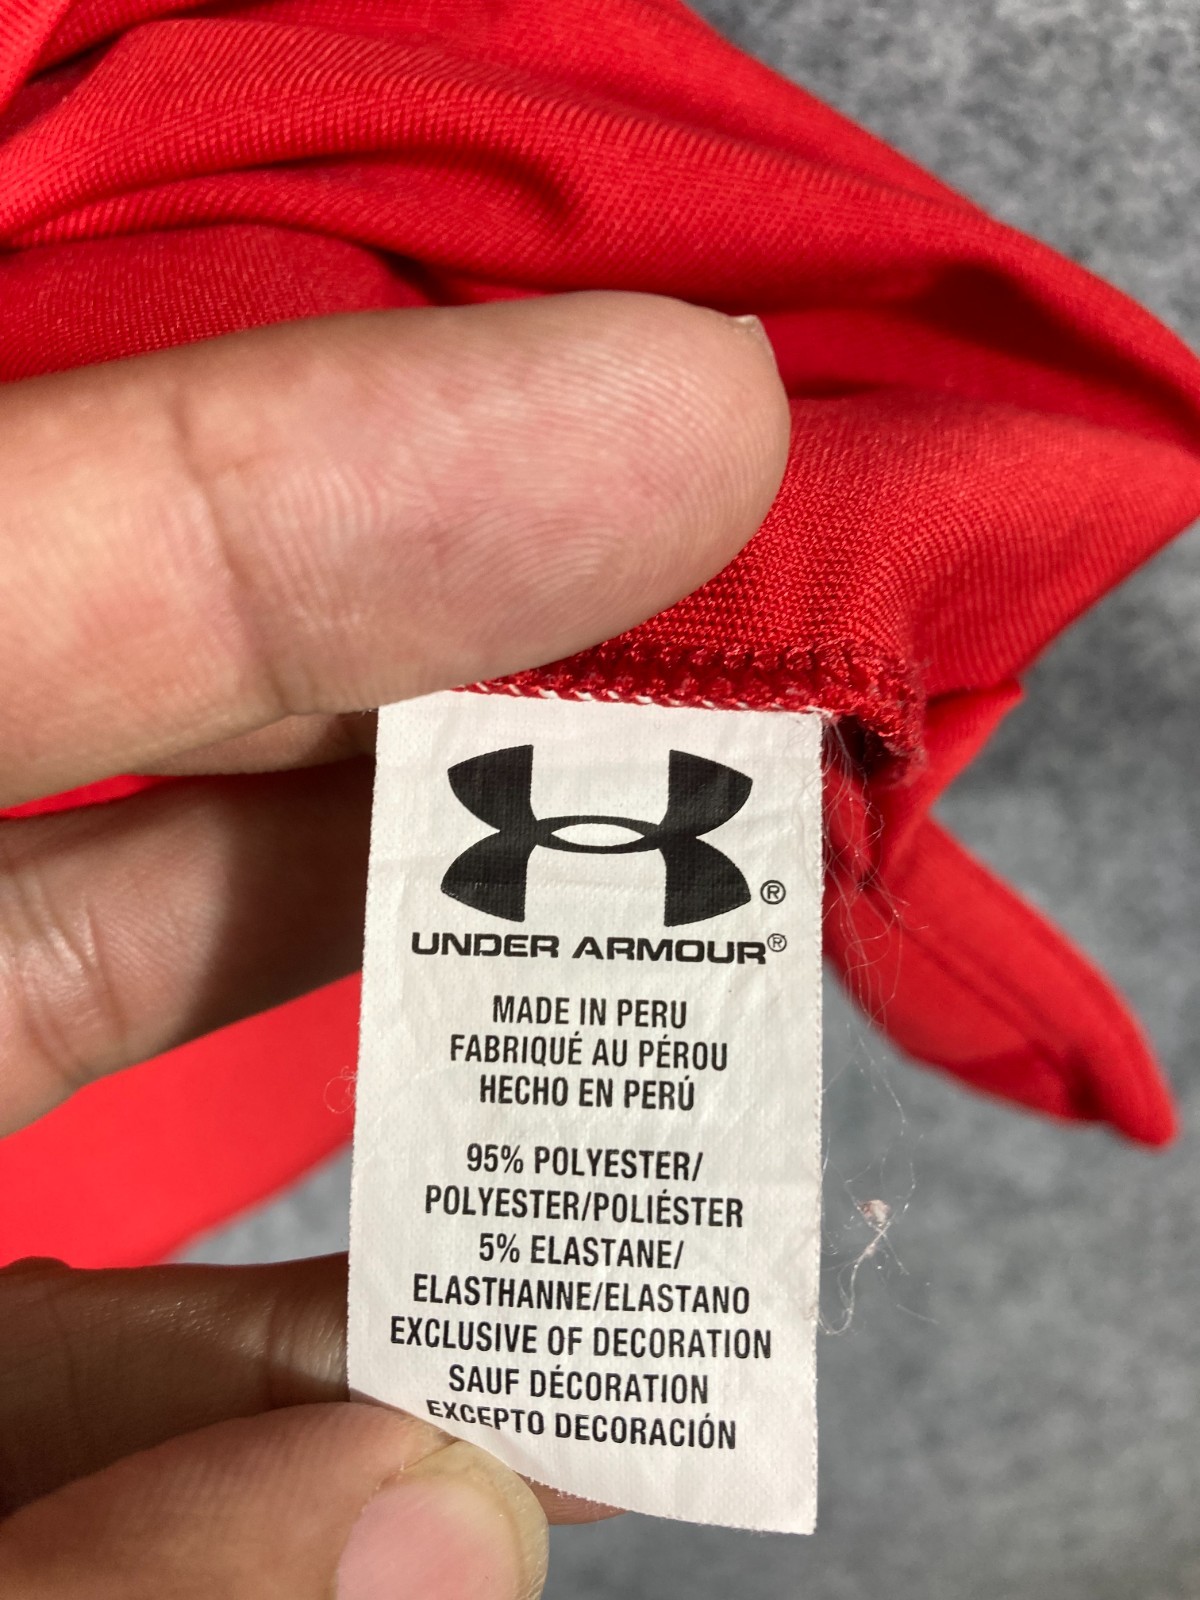 ®
UNDER ARMOUR®
MADE IN PERU
FABRIQUÉ AU PÉROU
HECHO EN PERÚ
95% POLYESTER/
POLYESTER/POLIÉSTER
5% ELASTANE/
ELASTHANNE/ELASTANO
EXCLUSIVE OF DECORATION
SAUF DÉCORATION
EXCEPTO DECORACIÓN